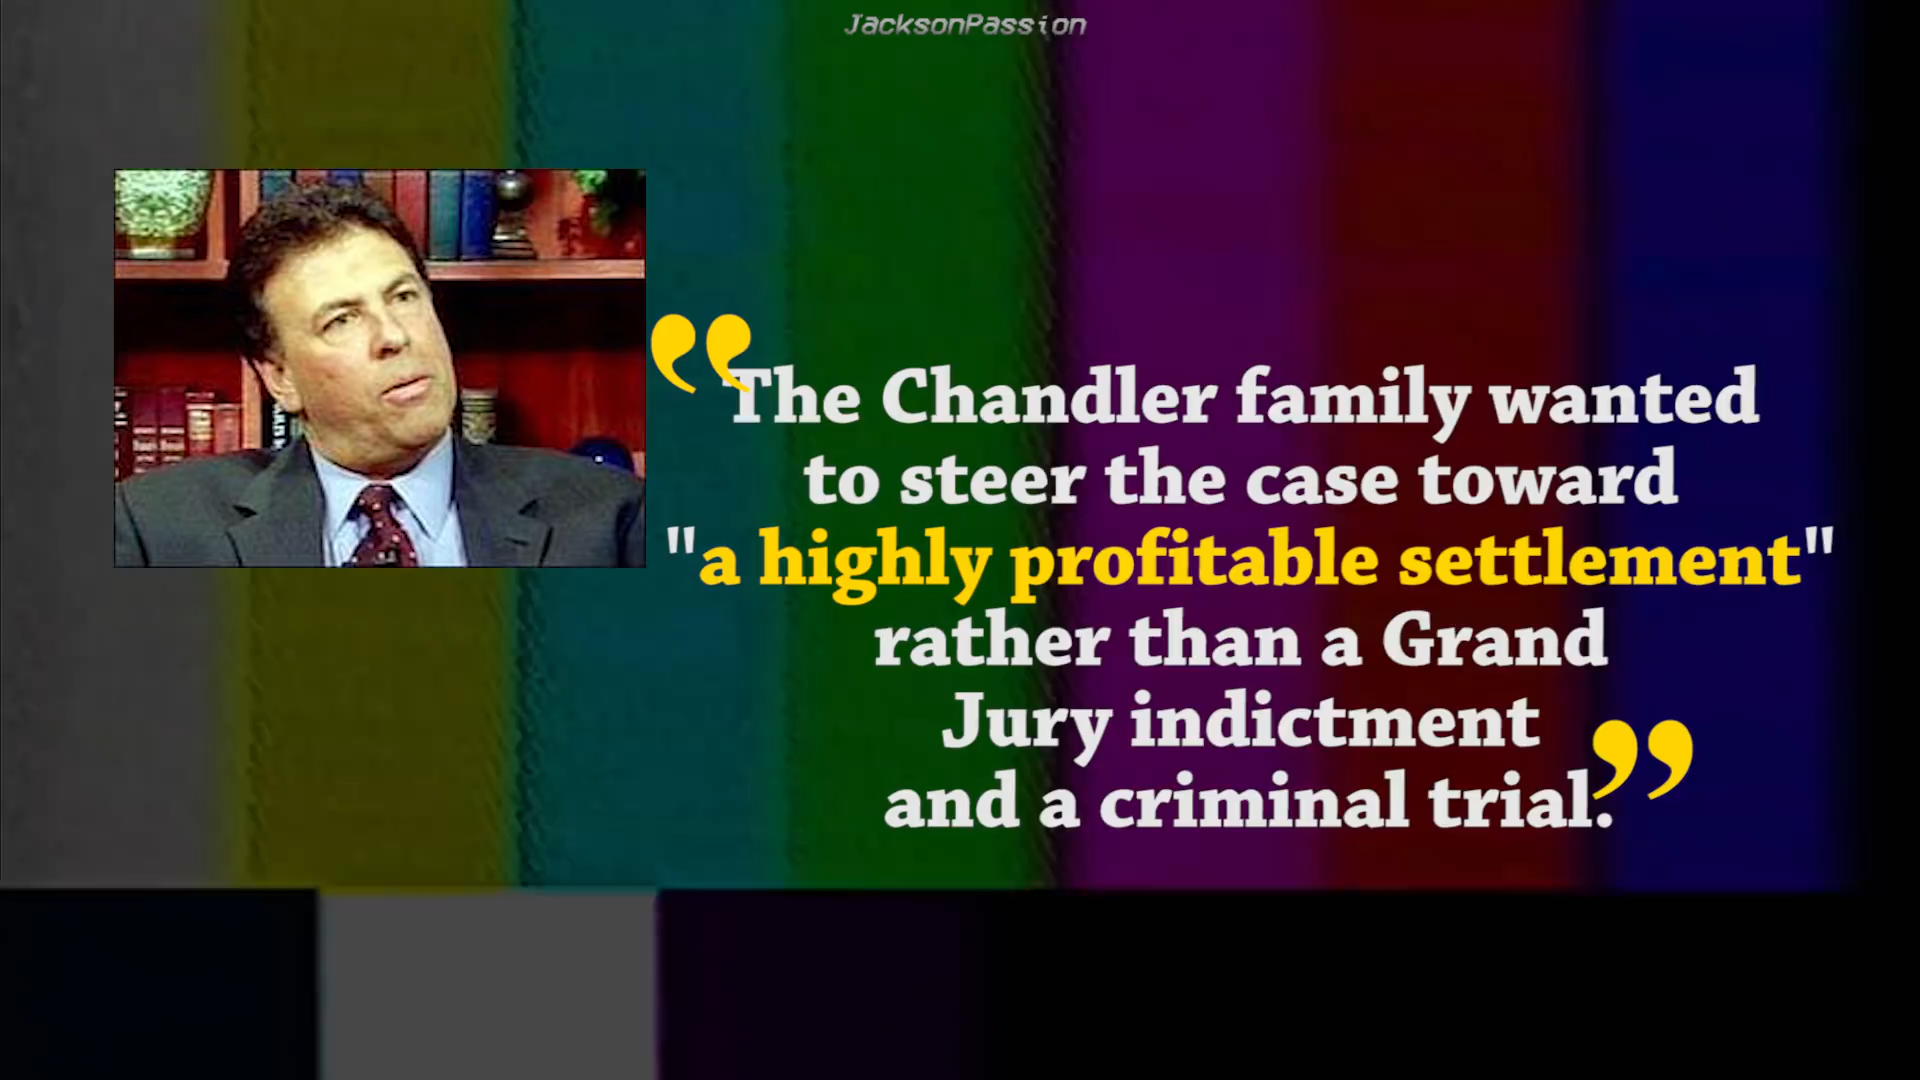 JacksonPassion
“The Chandler family wanted
to steer the case toward
"a highly profitable settlement"
rather than a Grand
Jury indictment
and a criminal trial.”